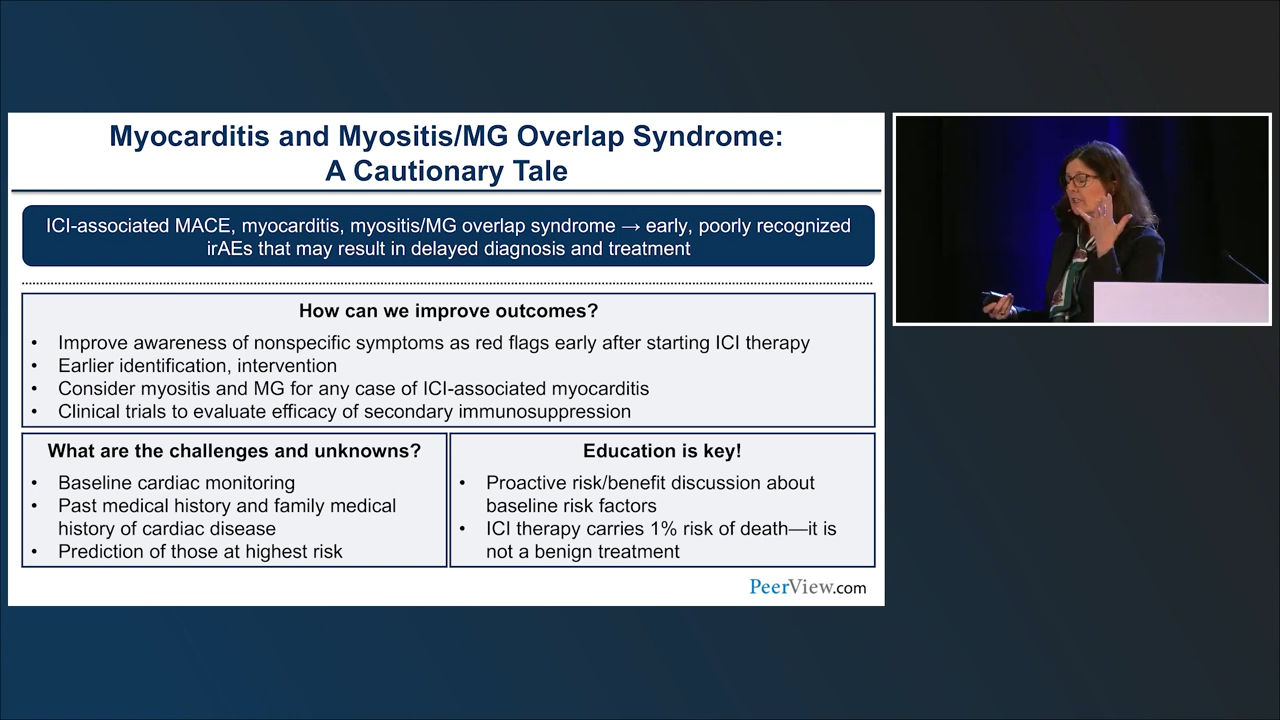 Myocarditis and Myositis/MG Overlap Syndrome:
A Cautionary Tale
ICI-associated MACE, myocarditis, myositis/MG overlap syndrome → early, poorly recognized
irAEs that may result in delayed diagnosis and treatment
How can we improve outcomes?
• Improve awareness of nonspecific symptoms as red flags early after starting ICI therapy
• Earlier identification, intervention
• Consider myositis and MG for any case of ICI-associated myocarditis
• Clinical trials to evaluate efficacy of secondary immunosuppression
What are the challenges and unknowns?
• Baseline cardiac monitoring
• Past medical history and family medical
history of cardiac disease
• Prediction of those at highest risk
Education is key!
• Proactive risk/benefit discussion about
baseline risk factors
• ICI therapy carries 1% risk of death—it is
not a benign treatment
PeerView.com